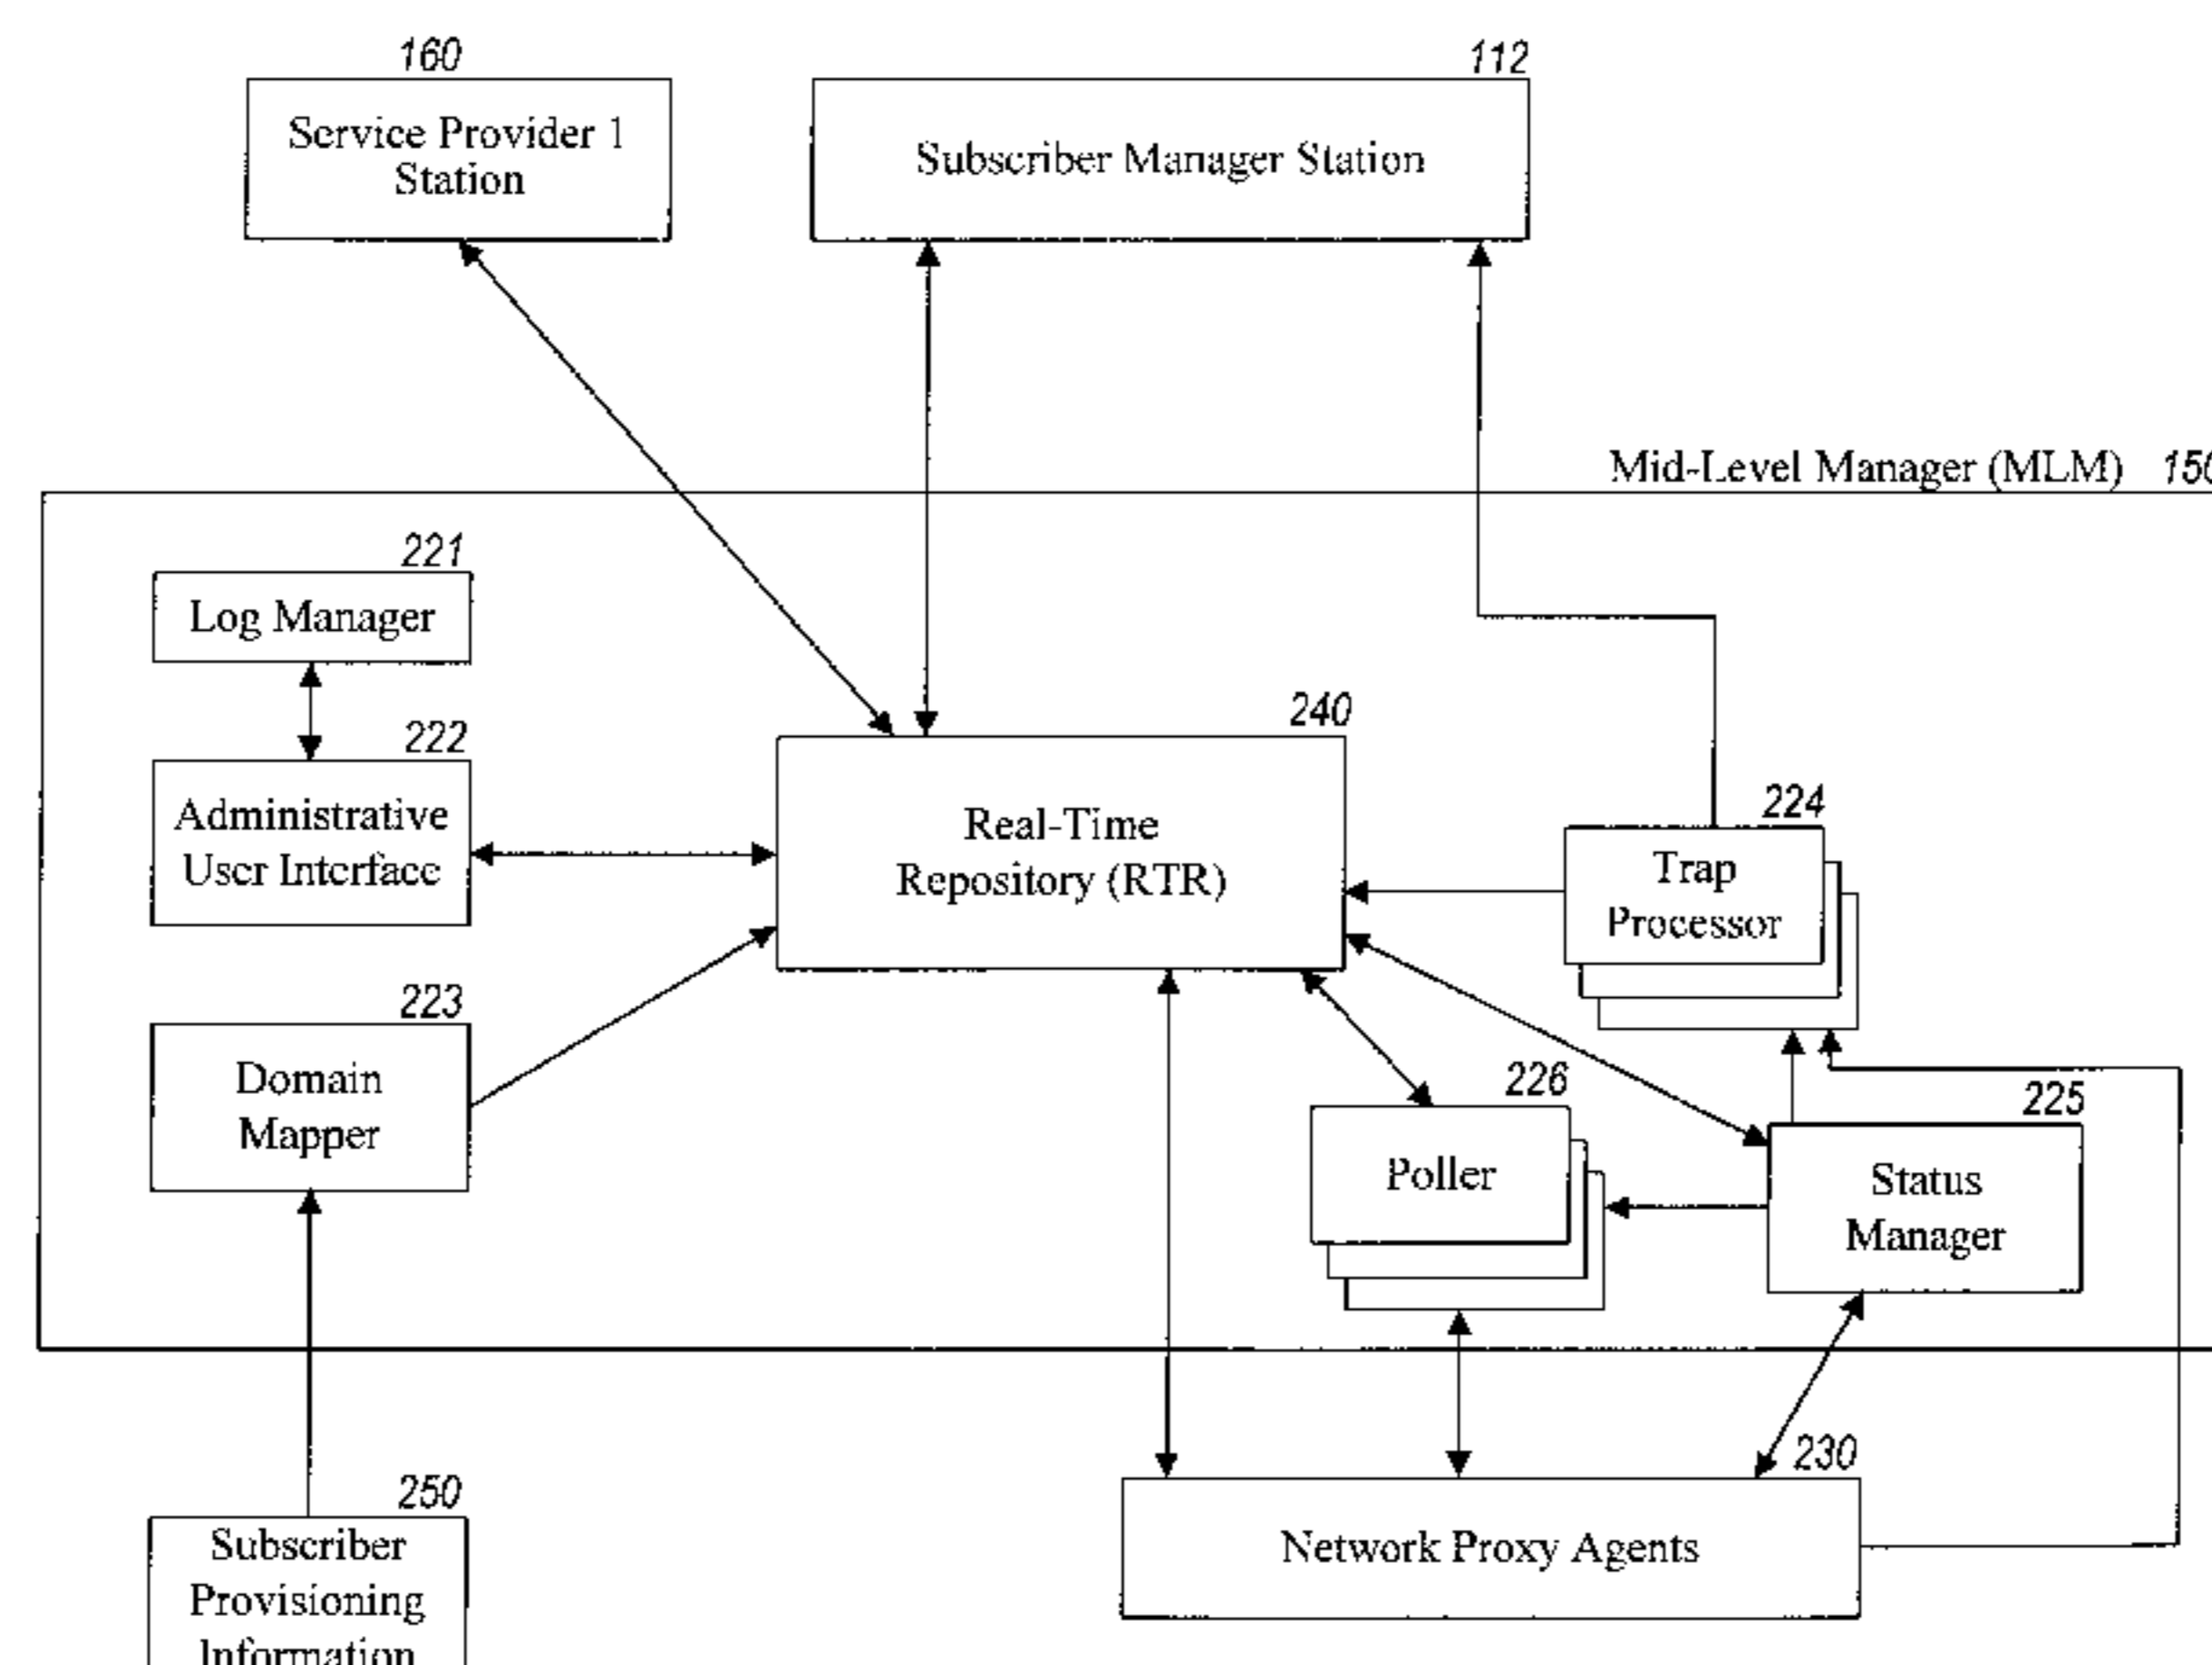 160
Service Provider 1
Station
112
Subscriber Manager Station
Mid-Level Manager (MLM)
221
Log Manager
222
Administrative
User Interface
240
Real-Time
Repository (RTR)
224
Trap
Processor
223
Domain
Mapper
226
Poller
225
Status
Manager
230
Network Proxy Agents
250
Subscriber
Provisioning
Information